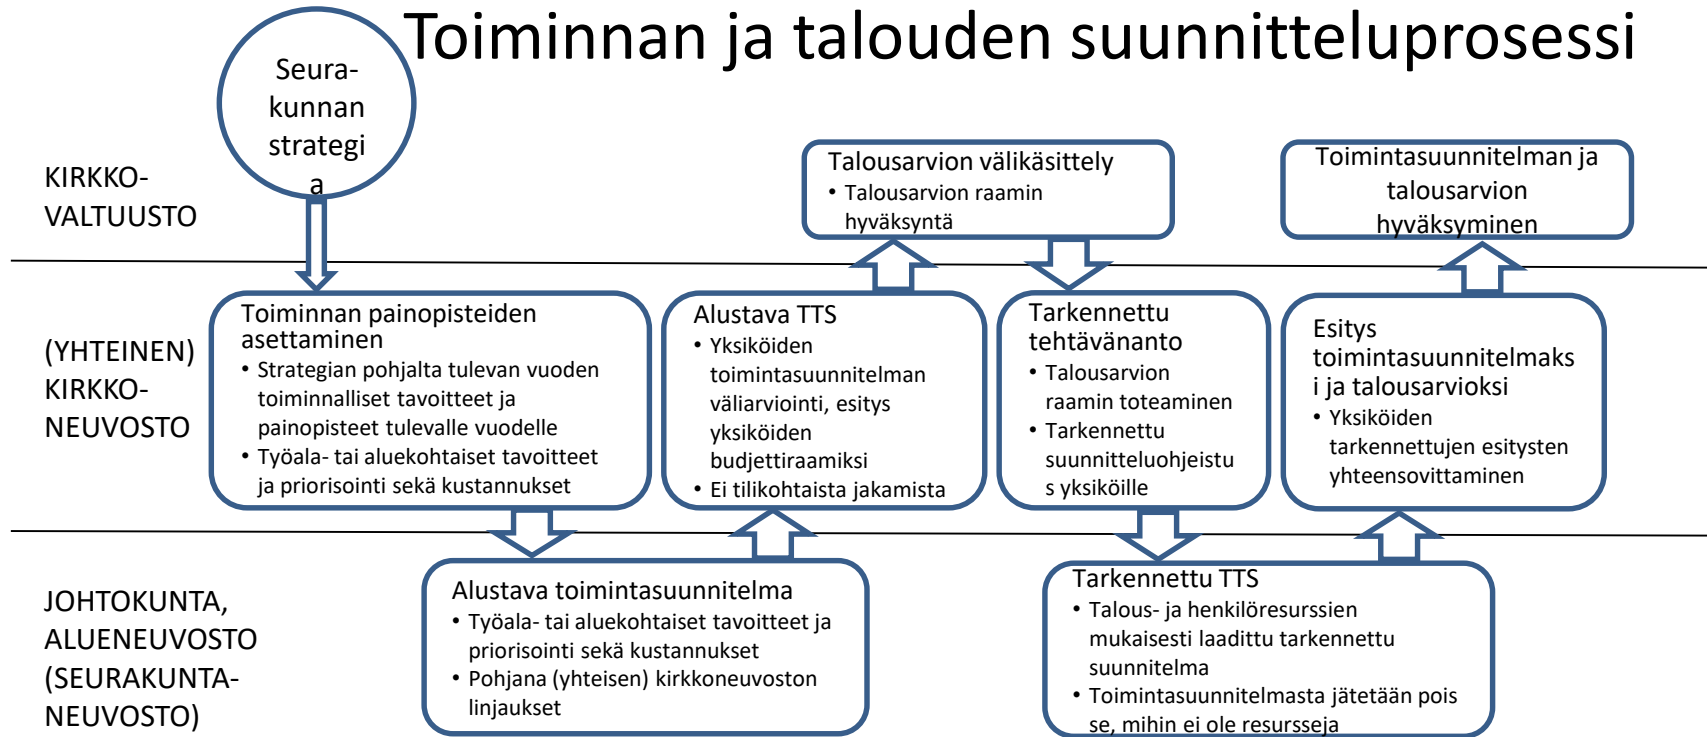 Toiminnan ja talouden suunnitteluprosessi
Seura-
kunnan
strategi
a
KIRKKO-
VALTUUSTO
Talousarvion välikäsittely
• Talousarvion raamin
hyväksyntä
Toimintasuunnitelman ja
talousarvion
hyväksyminen
(YHTEINEN)
KIRKKO-
NEUVOSTO
Toiminnan painopisteiden
asettaminen
• Strategian pohjalta tulevan vuoden
toiminnalliset tavoitteet ja
painopisteet tulevalle vuodelle
• Työala- tai aluekohtaiset tavoitteet
ja priorisointi sekä kustannukset
Alustava TTS
• Yksiköiden
toimintasuunnitelman
väliarviointi, esitys
yksiköiden
budjettiraamiksi
• Ei tilikohtaista jakamista
Tarkennettu
tehtävänanto
• Talousarvion
raamin toteaminen
• Tarkennettu
suunnitteluohjeistu
s yksiköille
Esitys
toimintasuunnitelmaks
i ja talousarvioksi
• Yksiköiden
tarkennettujen esitysten
yhteensovittaminen
JOHTOKUNTA,
ALUENEUVOSTO
(SEURAKUNTA-
NEUVOSTO)
Alustava toimintasuunnitelma
• Työala- tai aluekohtaiset tavoitteet ja
priorisointi sekä kustannukset
• Pohjana (yhteisen) kirkkoneuvoston
linjaukset
Tarkennettu TTS
• Talous- ja henkilöresurssien
mukaisesti laadittu tarkennettu
suunnitelma
• Toimintasuunnitelmasta jätetään pois
se, mihin ei ole resursseja